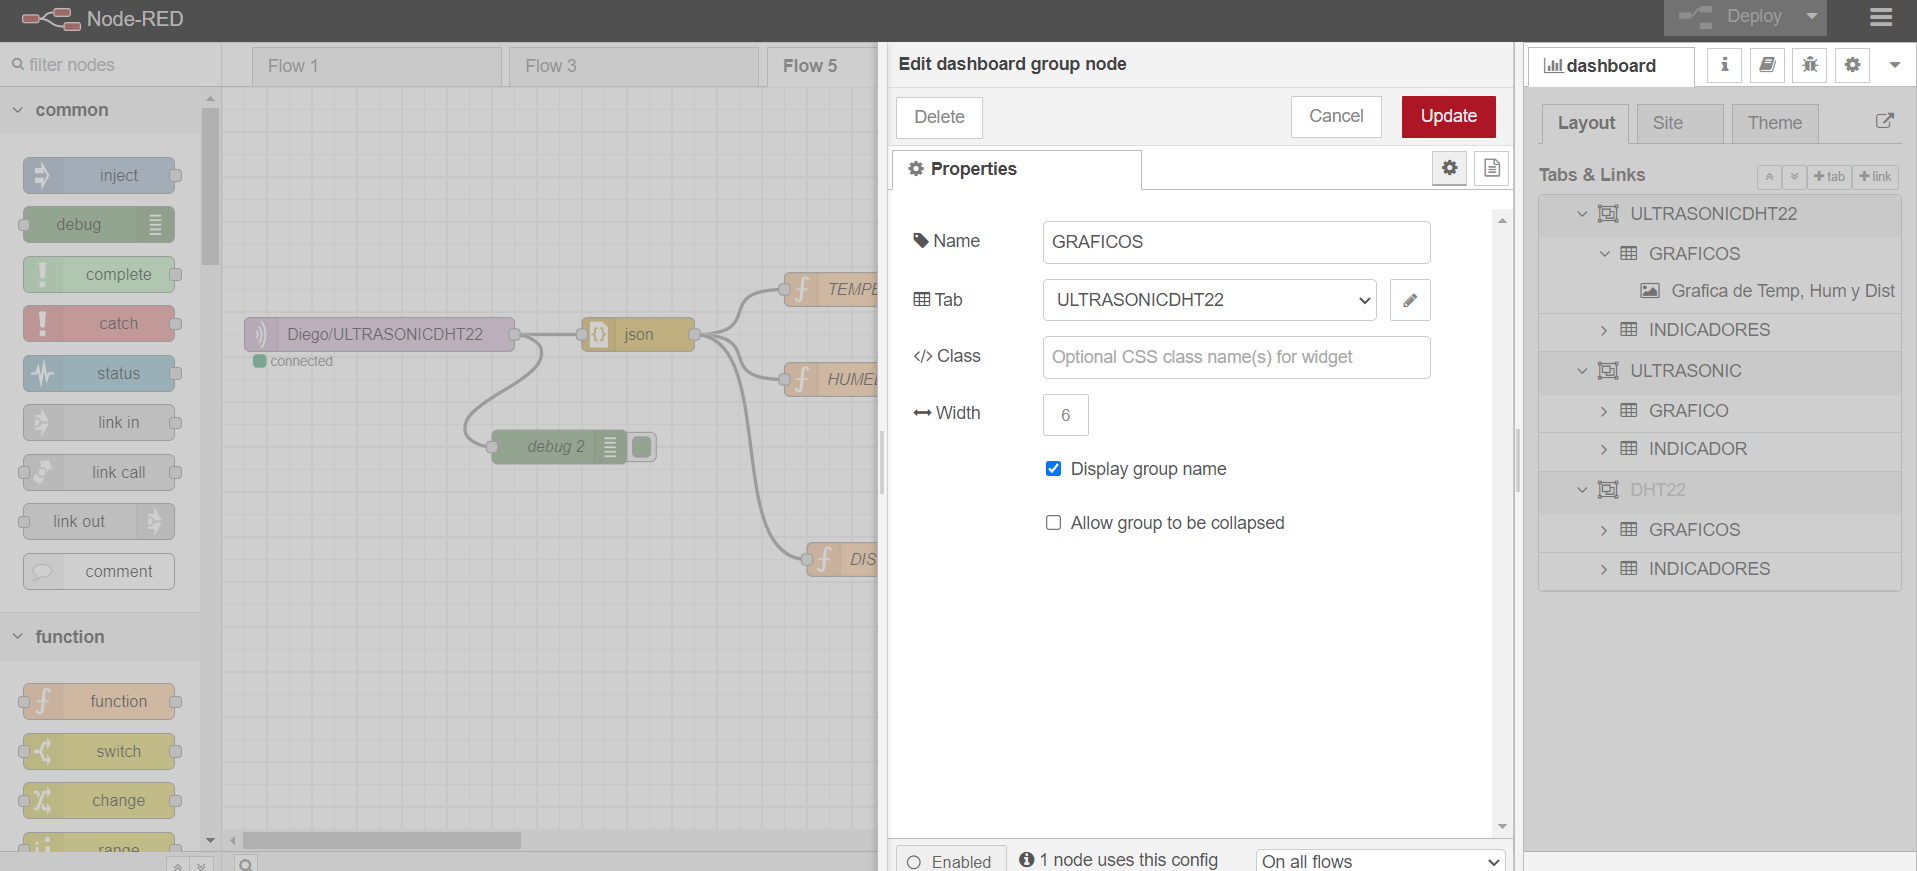 Node-RED
Deploy
filter nodes
Flow 1
Flow 3
Flow 5
common
inject
debug
complete
catch
status
link in
link call
link out
comment
function
function
switch
change
range
Diego/ULTRASONICDHT22
connected
json
debug 2
TEMPE
HUMED
DIS
Edit dashboard group node
Delete
Cancel
Update
Properties
Name
GRAFICOS
Tab
ULTRASONICDHT22
</> Class
Optional CSS class name(s) for widget
Width
6
Display group name
Allow group to be collapsed
Enabled
1 node uses this config
On all flows
dashboard
Layout
Site
Theme
Tabs & Links
+tab
+link
ULTRASONICDHT22
GRAFICOS
Grafica de Temp, Hum y Dist
INDICADORES
ULTRASONIC
GRAFICO
INDICADOR
DHT22
GRAFICOS
INDICADORES